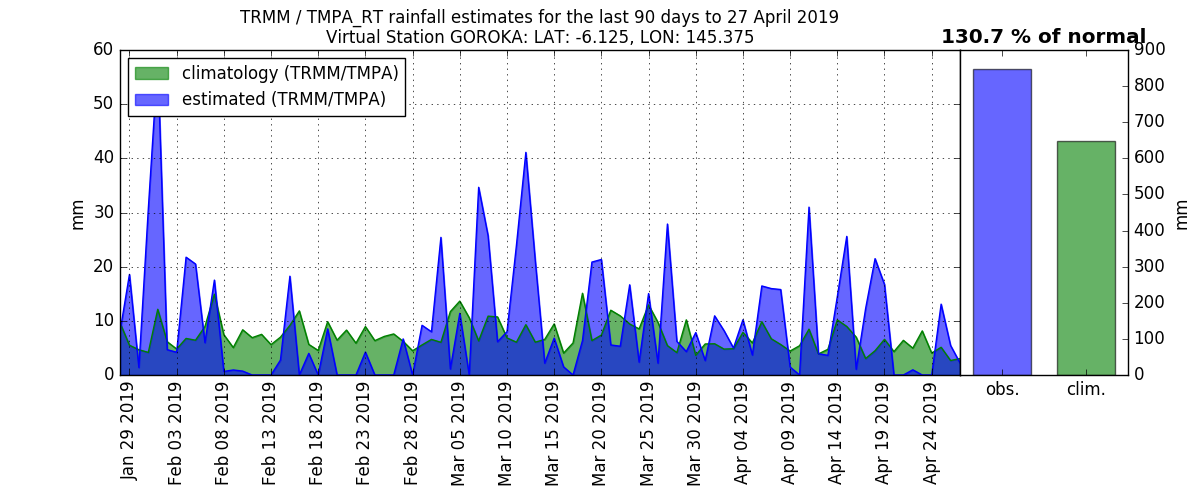 TRMM / TMPA_RT rainfall estimates for the last 90 days to 27 April 2019
Virtual Station GOROKA: LAT: -6.125, LON: 145.375
130.7 % of normal
climatology (TRMM/TMPA)
estimated (TRMM/TMPA)
60
50
40
30
20
10
0
mm
Jan 29 2019
Feb 03 2019
Feb 08 2019
Feb 13 2019
Feb 18 2019
Feb 23 2019
Feb 28 2019
Mar 05 2019
Mar 10 2019
Mar 15 2019
Mar 20 2019
Mar 25 2019
Mar 30 2019
Apr 04 2019
Apr 09 2019
Apr 14 2019
Apr 19 2019
Apr 24 2019
obs.
clim.
900
800
700
600
500
400
300
200
100
0
mm